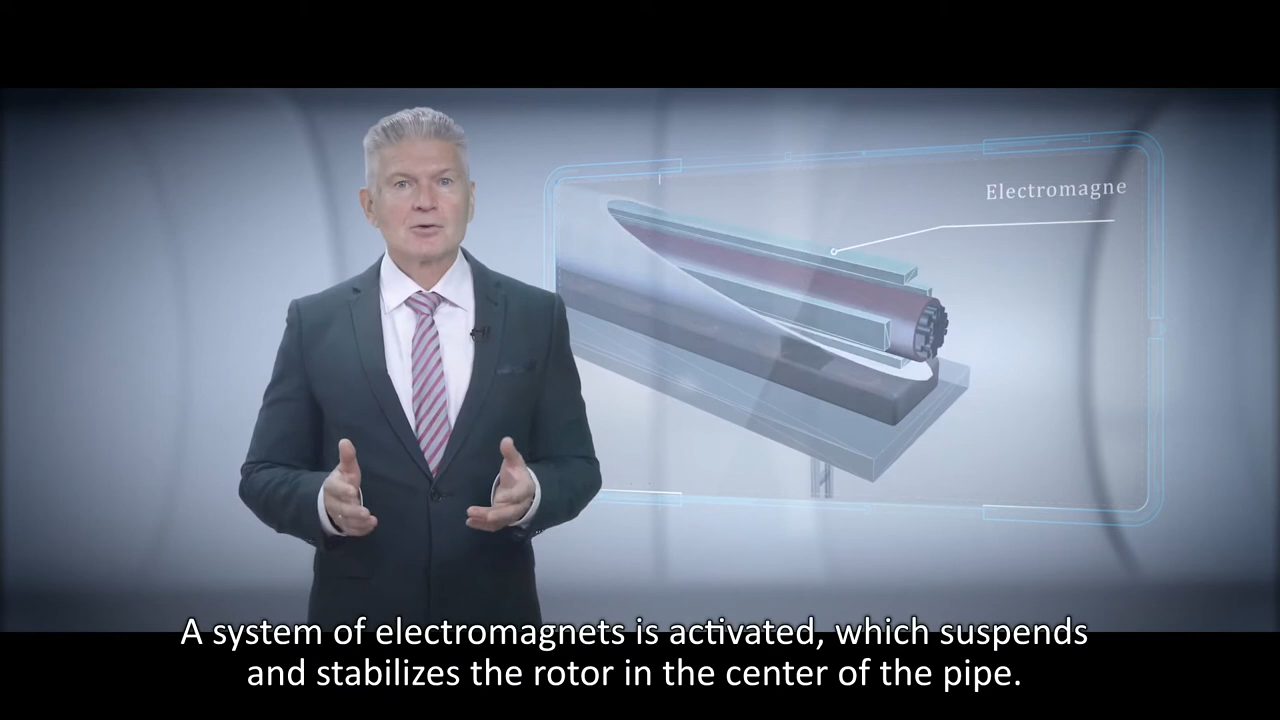 Electromagne
A system of electromagnets is activated, which suspends
and stabilizes the rotor in the center of the pipe.